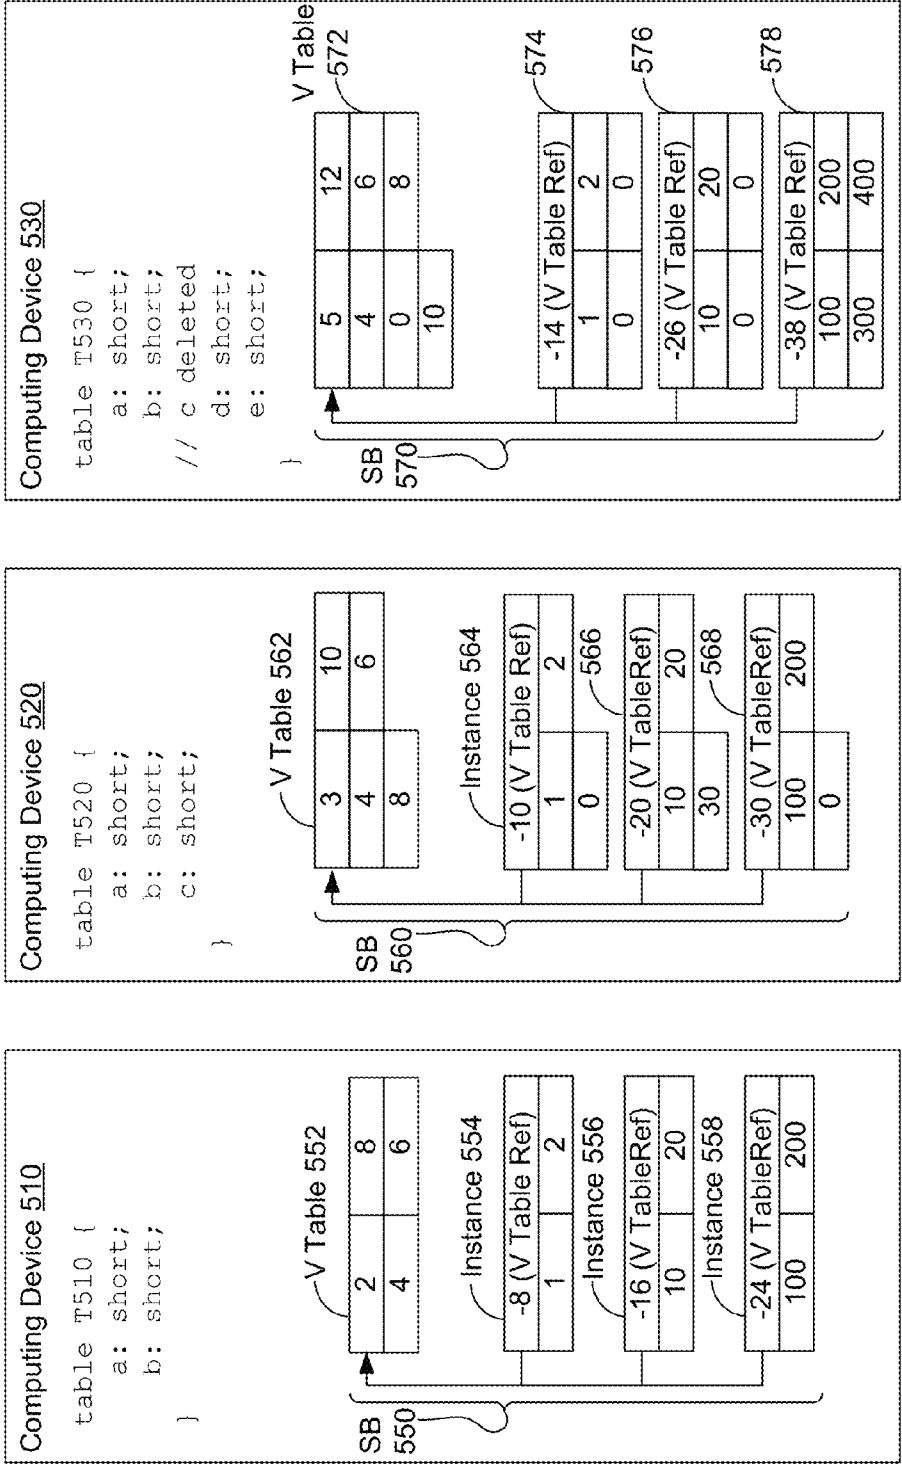 Computing Device 510
table T510 {
a: short;
b: short;
}
V Table 552
2 8
4 6
SB
550
Instance 554
-8 (V Table Ref)
1 2
Instance 556
-16 (V TableRef)
10 20
Instance 558
-24 (V TableRef)
100 200
Computing Device 520
table T520 {
a: short;
b: short;
c: short;
}
V Table 562
3 10
4 6
8
SB
560
Instance 564
-10 (V Table Ref)
1 2
0
566
-20 (V TableRef)
10 20
30
568
-30 (V TableRef)
100 200
0
Computing Device 530
table T530 {
a: short;
b: short;
// c deleted
d: short;
e: short;
}
V Table
572
5 12
4 6
0 8
10
SB
570
574
-14 (V Table Ref)
1 2
0 0
576
-26 (V Table Ref)
10 20
0 0
578
-38 (V Table Ref)
100 200
300 400